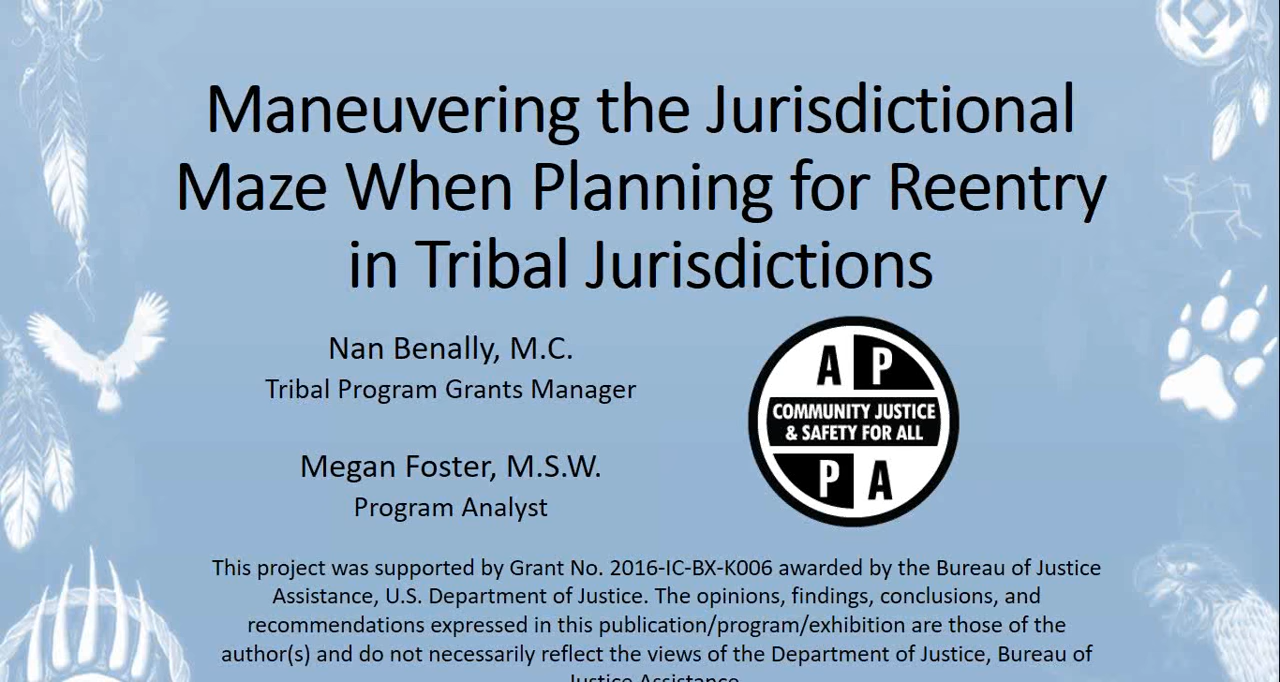 Maneuvering the Jurisdictional
Maze When Planning for Reentry
in Tribal Jurisdictions
Nan Benally, M.C.
Tribal Program Grants Manager
Megan Foster, M.S.W.
Program Analyst
A P
COMMUNITY JUSTICE
& SAFETY FOR ALL
P A
This project was supported by Grant No. 2016-IC-BX-K006 awarded by the Bureau of Justice
Assistance, U.S. Department of Justice. The opinions, findings, conclusions, and
recommendations expressed in this publication/program/exhibition are those of the
author(s) and do not necessarily reflect the views of the Department of Justice, Bureau of
Justice Assistance